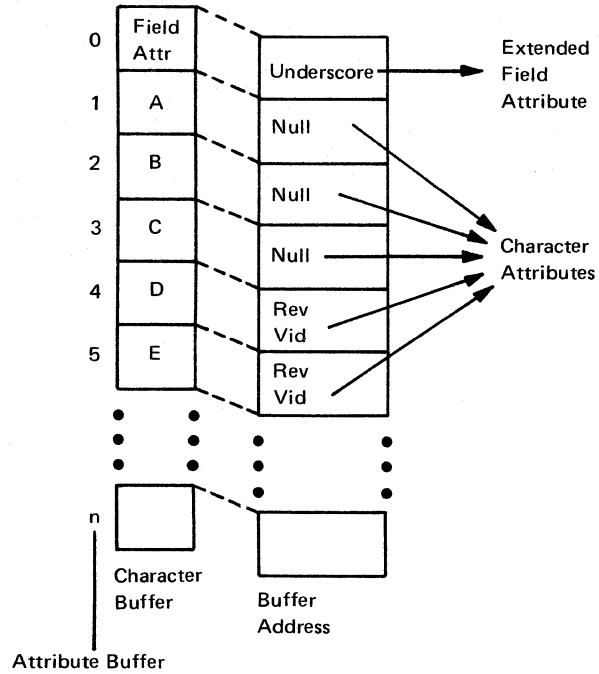 0
Field
Attr
Underscore
Extended
Field
Attribute
1
A
Null
2
B
Null
3
C
Null
Character
Attributes
4
D
Rev
Vid
5
E
Rev
Vid
n
Character
Buffer
Buffer
Address
Attribute Buffer